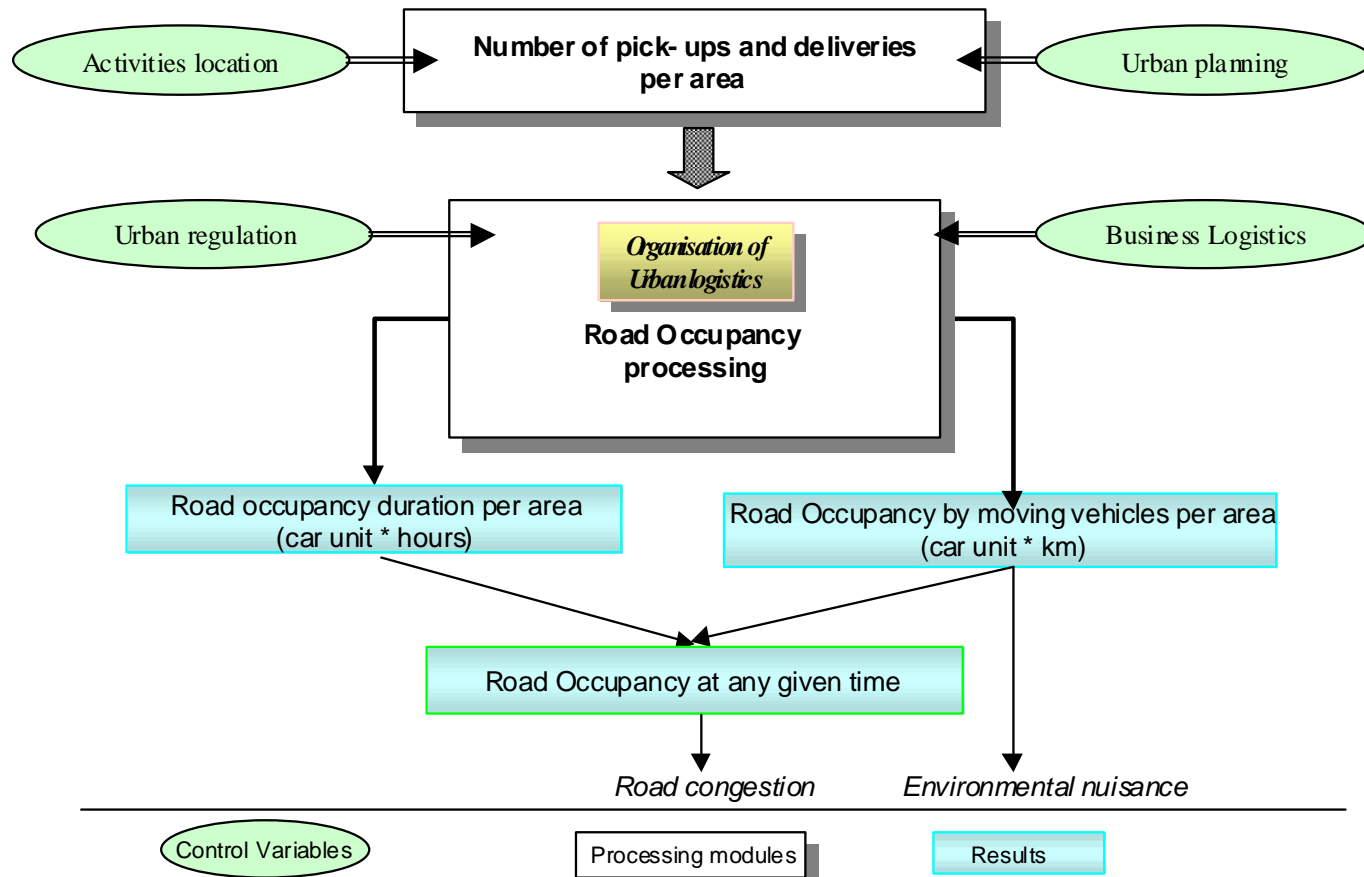 Activities location
Number of pick- ups and deliveries
per area
Urban planning
Urban regulation
Organisation of
Urban logistics
Business Logistics
Road Occupancy
processing
Road occupancy duration per area
(car unit * hours)
Road Occupancy by moving vehicles per area
(car unit * km)
Road Occupancy at any given time
Road congestion
Environmental nuisance
Control Variables
Processing modules
Results